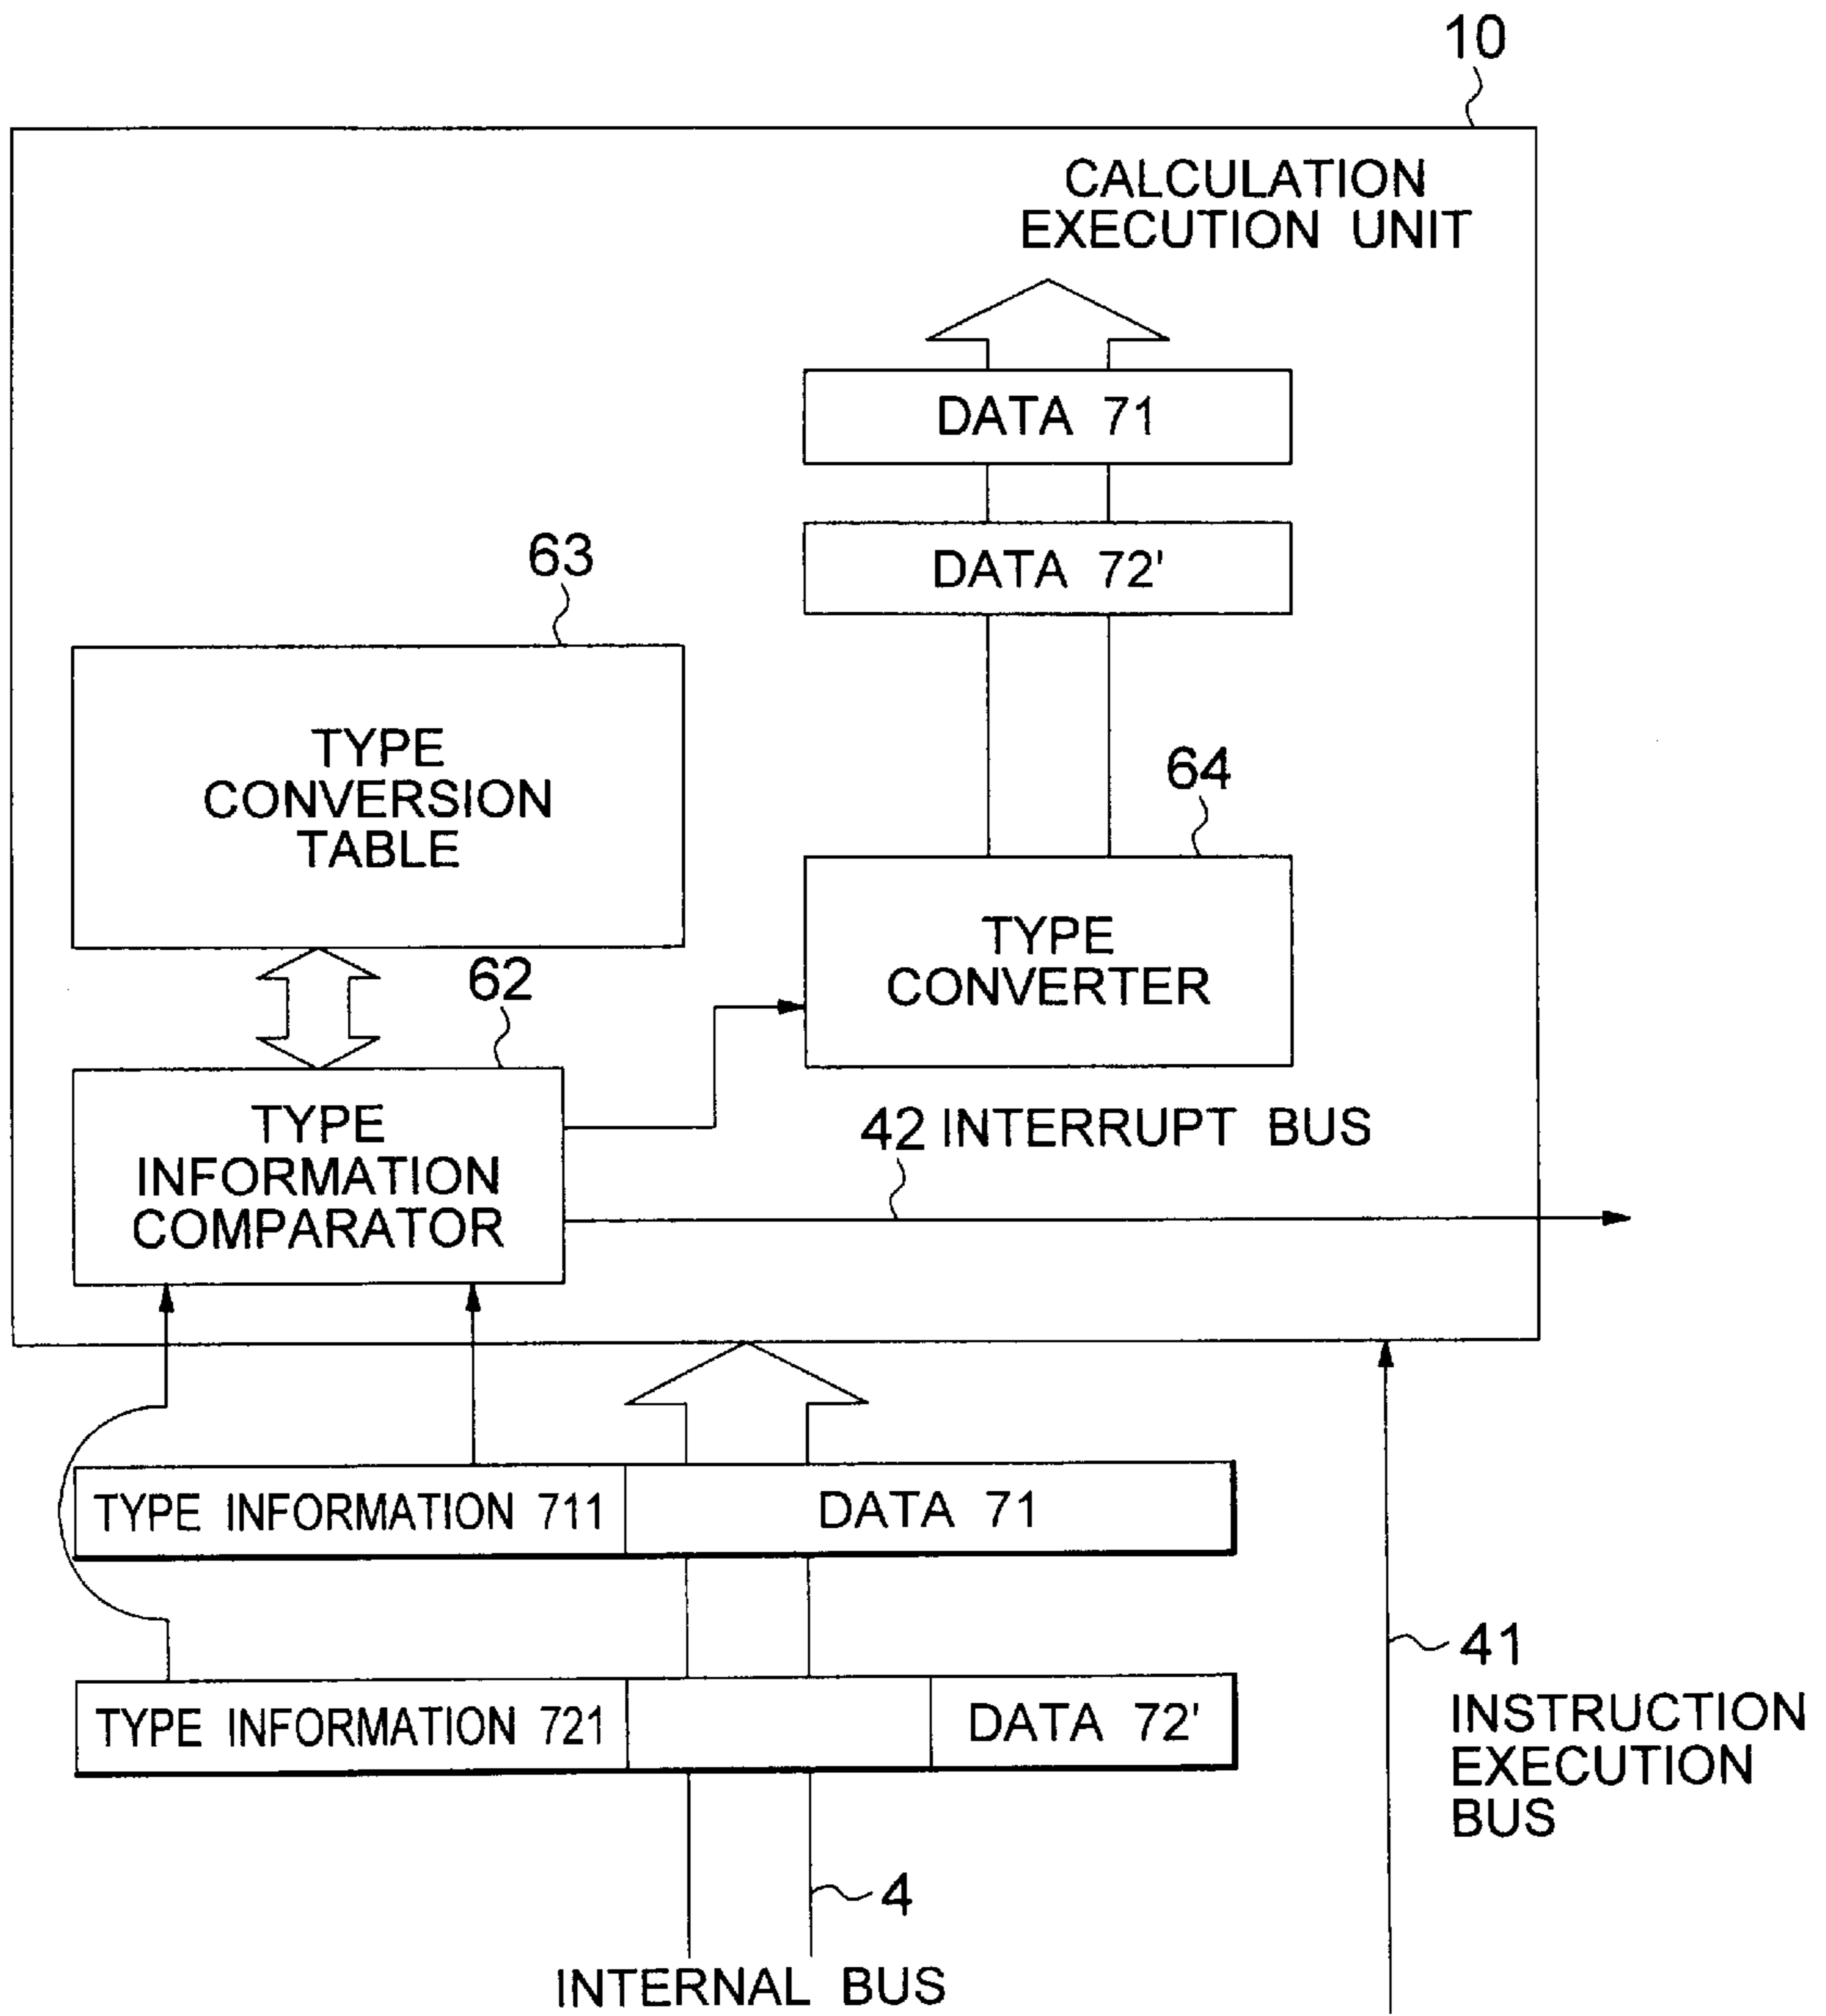 10
CALCULATION
EXECUTION UNIT
DATA 71
DATA 72'
63
TYPE
CONVERSION
TABLE
64
TYPE
CONVERTER
62
TYPE
INFORMATION
COMPARATOR
42 INTERRUPT BUS
TYPE INFORMATION 711
DATA 71
TYPE INFORMATION 721
DATA 72'
41
INSTRUCTION
EXECUTION
BUS
4
INTERNAL BUS